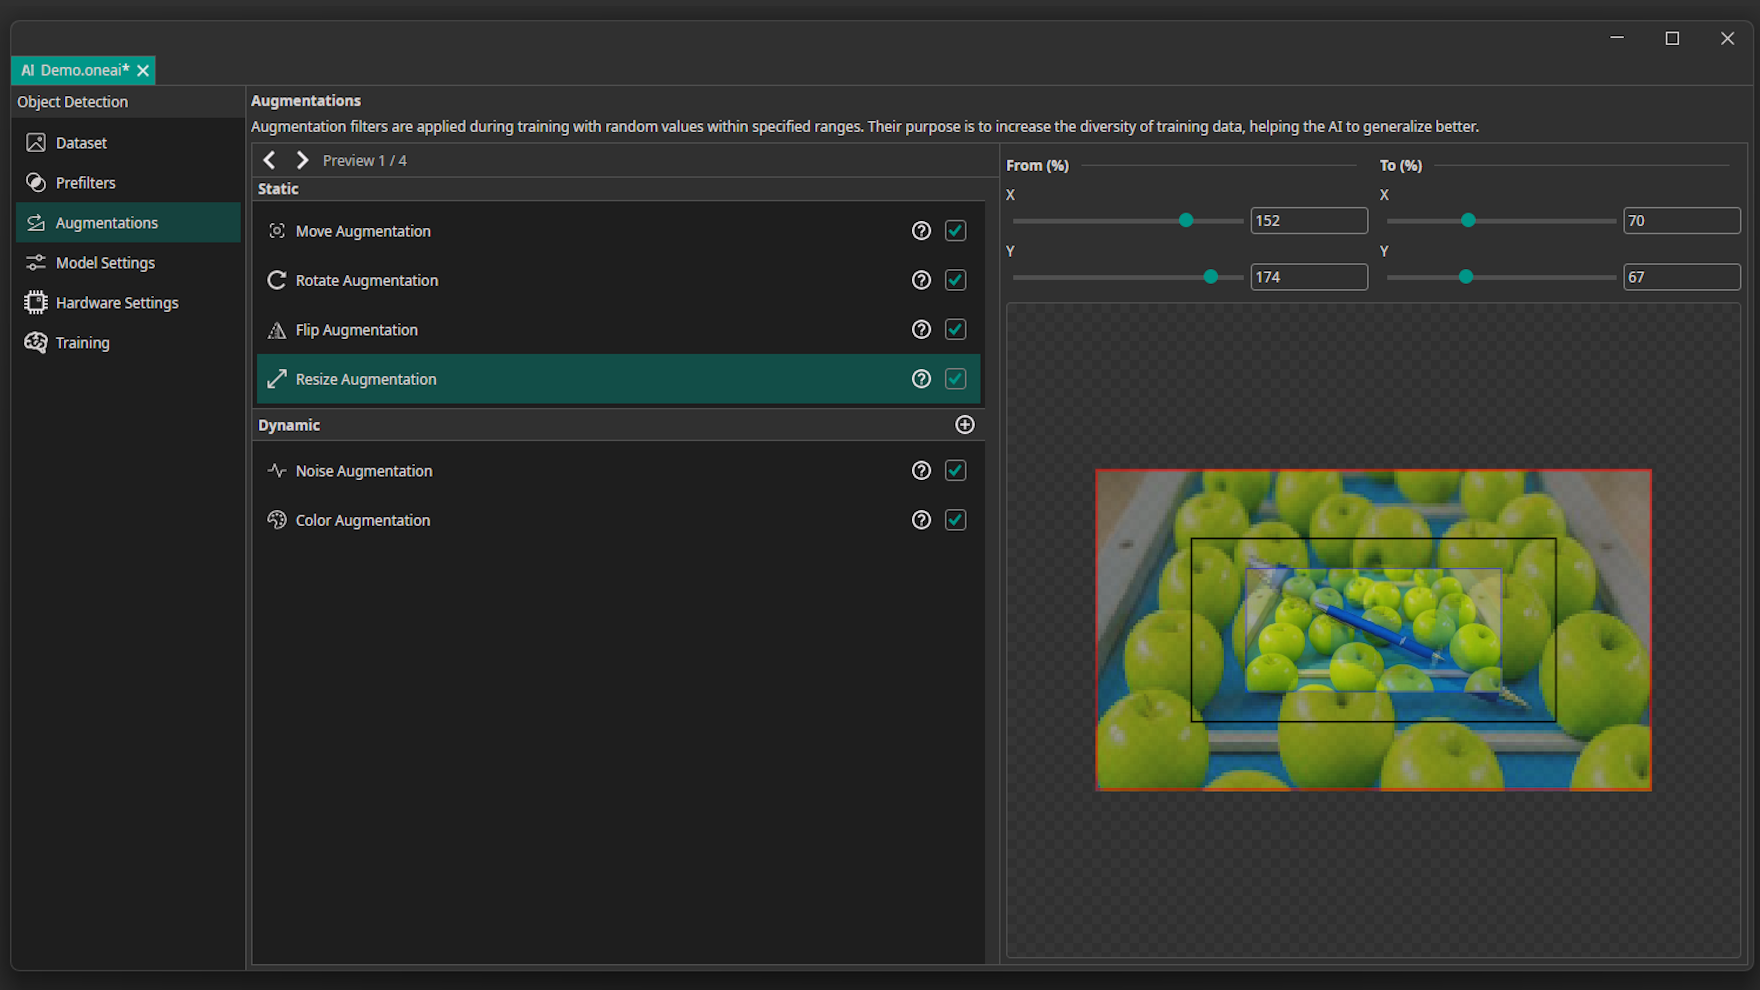 AI Demo.oneai*
Object Detection
Dataset
Prefilters
Augmentations
Model Settings
Hardware Settings
Training
Augmentations
Augmentation filters are applied during training with random values within specified ranges. Their purpose is to increase the diversity of training data, helping the AI to generalize better.
Preview 1 / 4
Static
Move Augmentation
Rotate Augmentation
Flip Augmentation
Resize Augmentation
Dynamic
Noise Augmentation
Color Augmentation
From (%)
To (%)
X
X
152
70
Y
Y
174
67